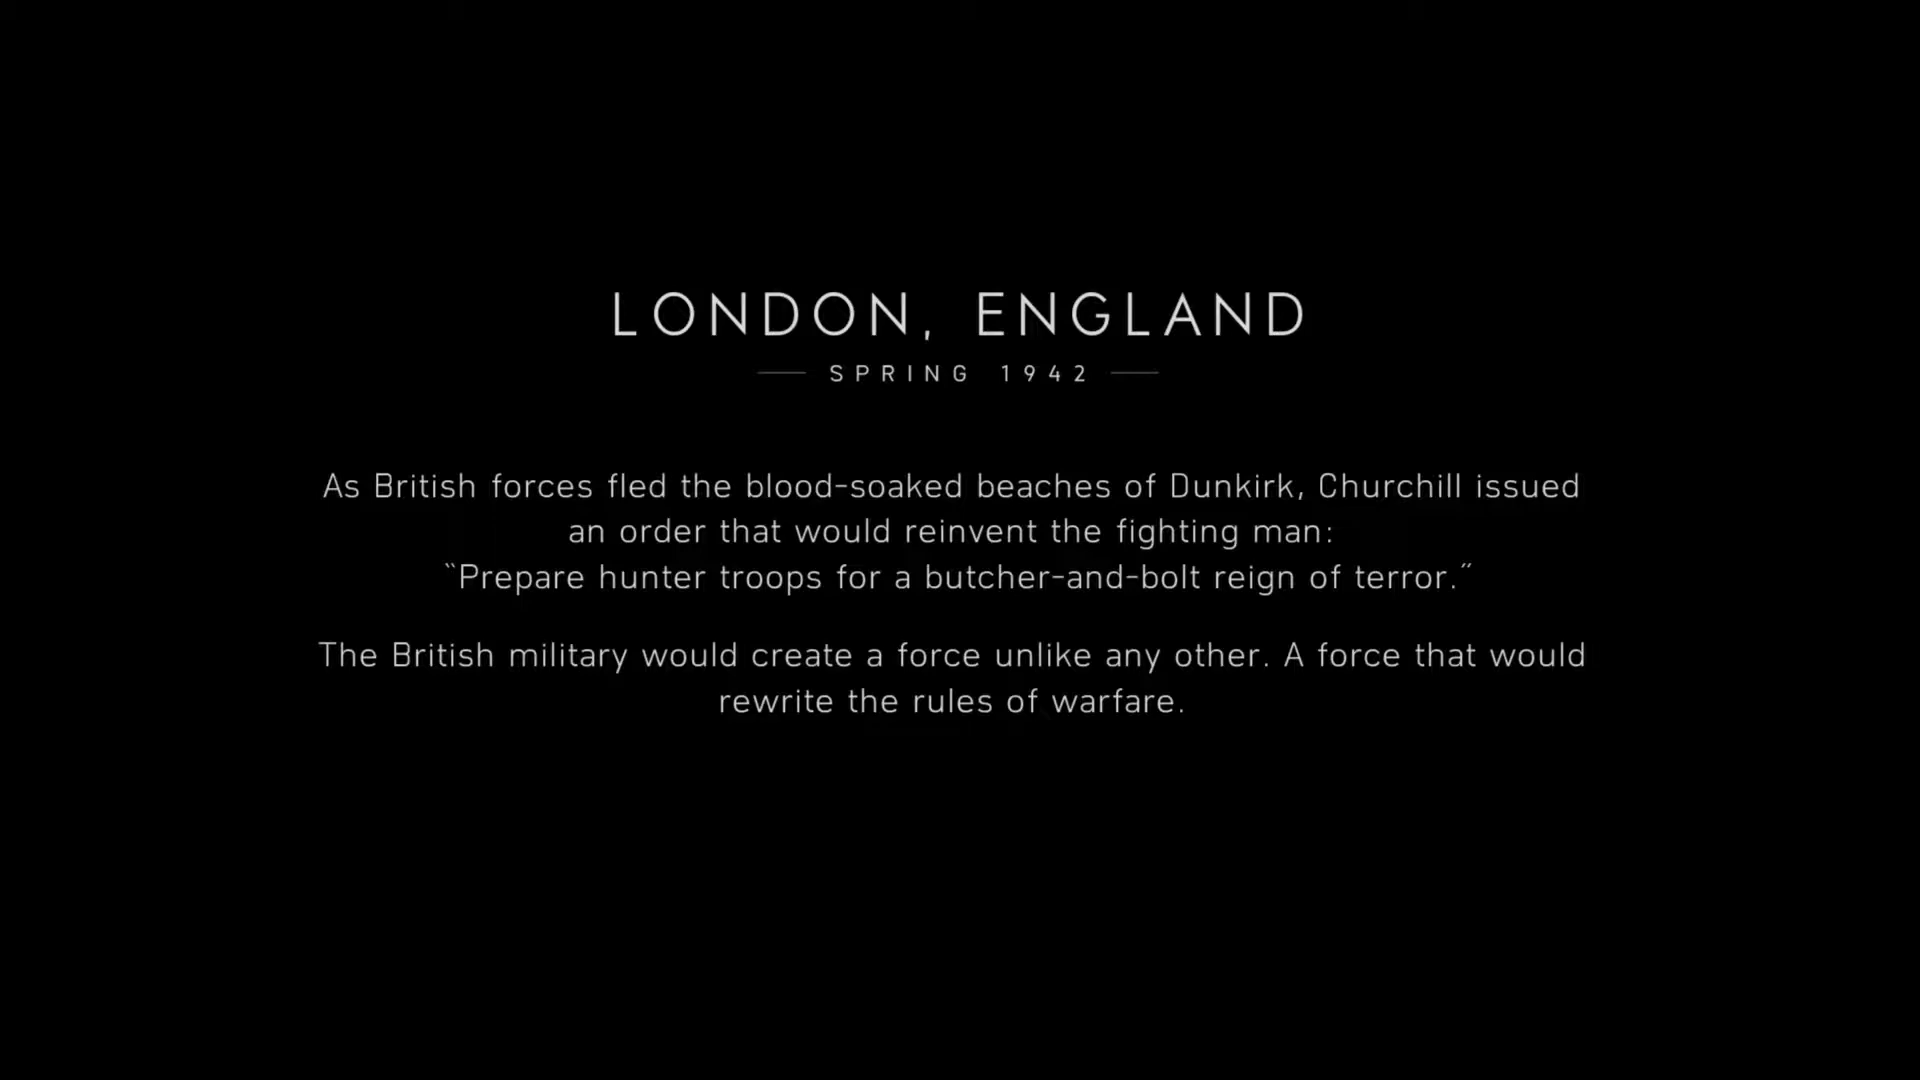 LONDON, ENGLAND
SPRING 1942
As British forces fled the blood-soaked beaches of Dunkirk, Churchill issued
an order that would reinvent the fighting man:
“Prepare hunter troops for a butcher-and-bolt reign of terror.”
The British military would create a force unlike any other. A force that would
rewrite the rules of warfare.